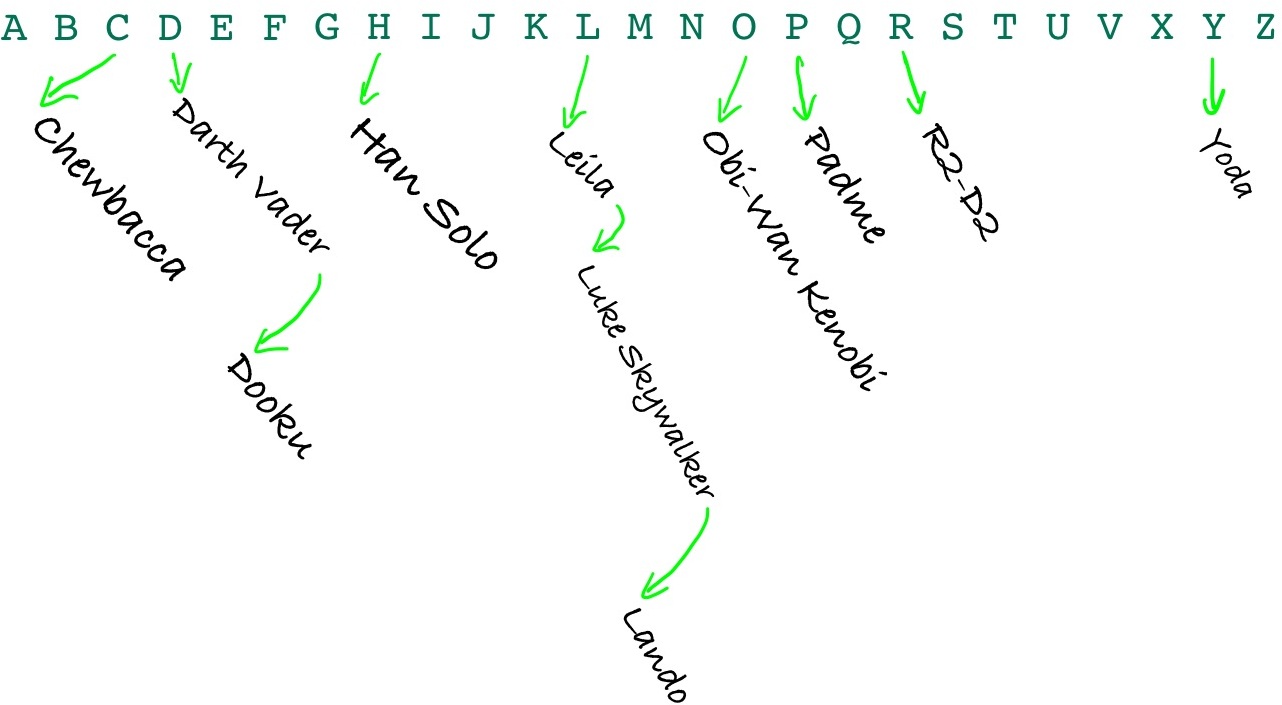 A B C D E F G H I J K L M N O P Q R S T U V X Y Z
Chewbacca
Darth Vader
Dooku
Han Solo
Leila
Luke Skywalker
Lando
Obi-Wan Kenobi
Padme
R2-D2
Yoda